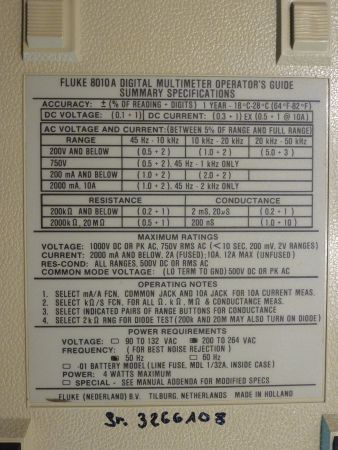 FLUKE 8010A DIGITAL MULTIMETER OPERATOR'S GUIDE
SUMMARY SPECIFICATIONS
ACCURACY: ± (% OF READING + DIGITS) 1 YEAR - 18°C-28°C (64°F-82°F)
DC VOLTAGE: (0.1 + 1) DC CURRENT: (0.3 + 1) EX (0.5 + 1 @ 10A)
AC VOLTAGE AND CURRENT: (BETWEEN 5% OF RANGE AND FULL RANGE)
RANGE 45 Hz - 10 kHz 10 kHz - 20 kHz 20 kHz - 50 kHz
200V AND BELOW (0.5 + 2) (1.0 + 2) (5.0 + 3)
750V (0.5 + 2), 45 Hz - 1 kHz ONLY
200 mA AND BELOW (1.0 + 2) (2.0 + 2)
2000 mA, 10A (1.0 + 2), 45 Hz - 2 kHz ONLY
RESISTANCE CONDUCTANCE
200kΩ AND BELOW (0.2 + 1) 2 mS, 20µS (0.2 + 1)
2000kΩ, 20MΩ (0.5 + 1) 200 nS (1.0 + 10)
MAXIMUM RATINGS
VOLTAGE: 1000V DC OR PK AC, 750V RMS AC (< 10 SEC, 200 mV, 2V RANGES)
CURRENT: 2000 mA AND BELOW, 2A (FUSED); 10A, 12A MAX (UNFUSED)
RES-COND: ALL RANGES, 500V DC OR RMS AC
COMMON MODE VOLTAGE: (LO TERM TO GND) 500V DC OR PK AC
OPERATING NOTES
1. SELECT mA/A FCN, COMMON JACK AND 10A JACK FOR 10A CURRENT MEAS.
2. SELECT kΩ/S FCN. FOR ALL Ω, kΩ, MΩ & CONDUCTANCE MEAS.
3. SELECT INDICATED PAIRS OF RANGE BUTTONS FOR CONDUCTANCE
4. SELECT 2k Ω RNG FOR DIODE TEST (200k AND 20M MAY ALSO TURN ON DIODE)
POWER REQUIREMENTS
VOLTAGE: 90 TO 132 VAC 200 TO 264 VAC
FREQUENCY: (FOR BEST NOISE REJECTION)
50 Hz 60 Hz
-01 BATTERY MODEL (LINE FUSE, MDL 1/32A, INSIDE CASE)
POWER: 4 WATTS MAXIMUM
SPECIAL - SEE MANUAL ADDENDA FOR MODIFIED SPECS
FLUKE (NEDERLAND) B.V. TILBURG, NETHERLANDS MADE IN HOLLAND
Sn. 3266108